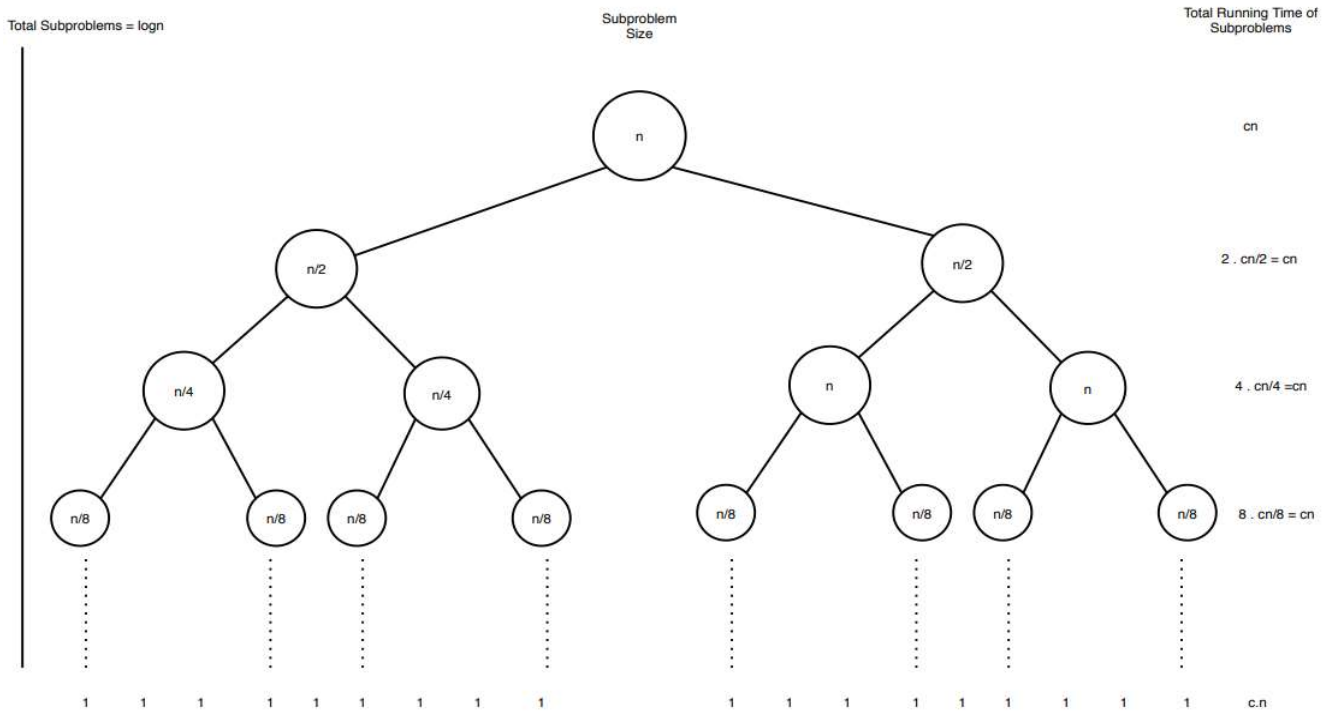 Total Subproblems = logn
Subproblem
Size
Total Running Time of
Subproblems
n
cn
n/2
n/2
2 . cn/2 = cn
n/4
n/4
n
n
4 . cn/4 =cn
n/8
n/8
n/8
n/8
n/8
n/8
n/8
n/8
8 . cn/8 = cn
1 1 1 1 1 1 1 1 1 1 1 1 1 1 1 1 1 1 c.n